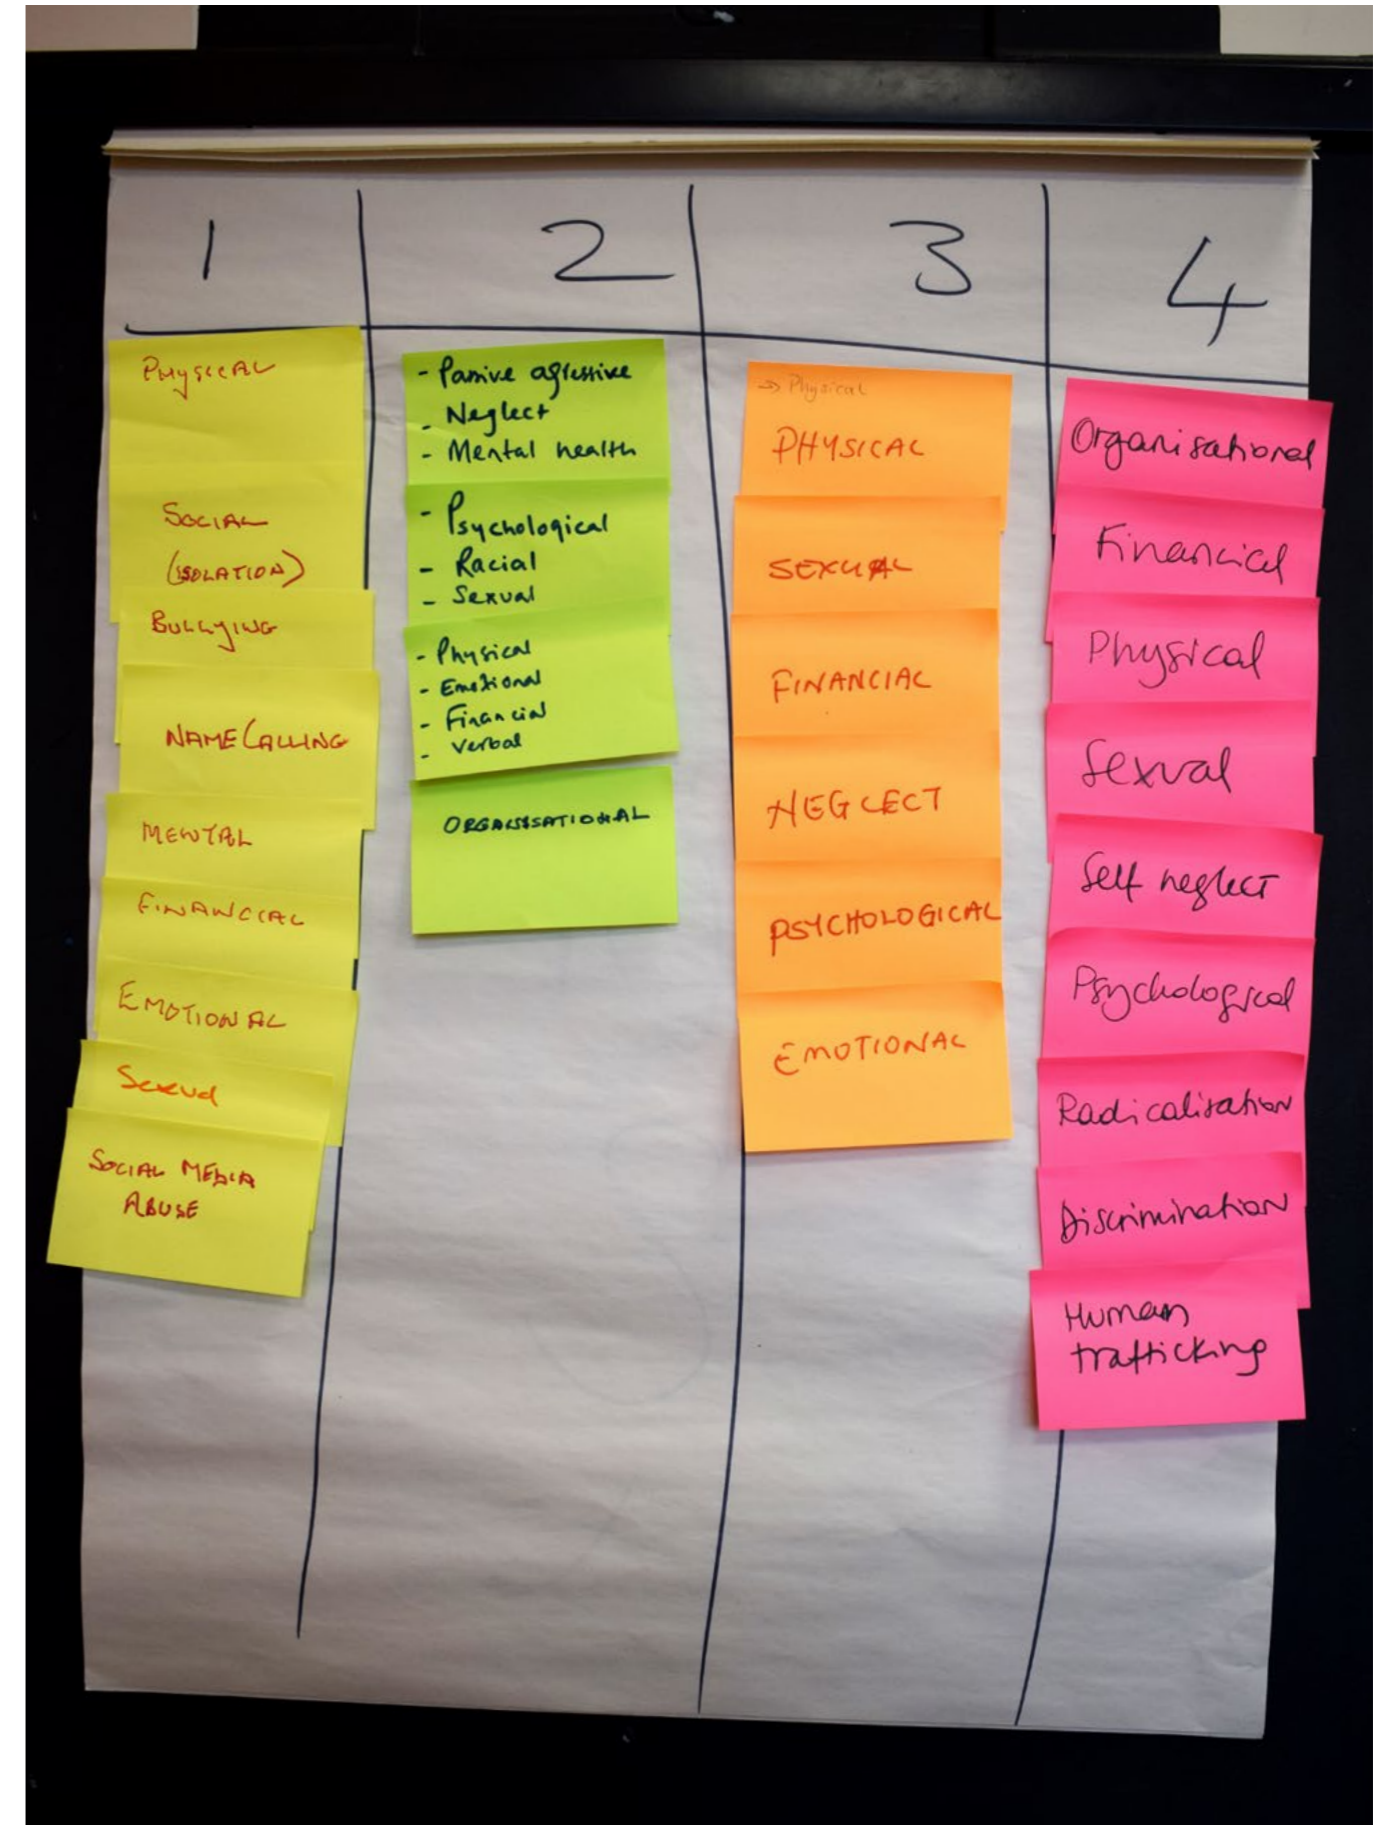 1
2
3
4
PHYSICAL
SOCIAL
(ISOLATION)
BULLYING
NAME CALLING
MENTAL
FINANCIAL
EMOTIONAL
Sexual
SOCIAL MEDIA
ABUSE
- Passive agressive
- Neglect
- Mental health
- Psychological
- Racial
- Sexual
- Physical
- Emotional
- Financial
- Verbal
ORGANISATIONAL
-> Physical
PHYSICAL
SEXUAL
FINANCIAL
NEGLECT
PSYCHOLOGICAL
EMOTIONAL
Organisational
Financial
Physical
Sexual
Self neglect
Psychological
Radicalisation
Discrimination
Human
trafficking